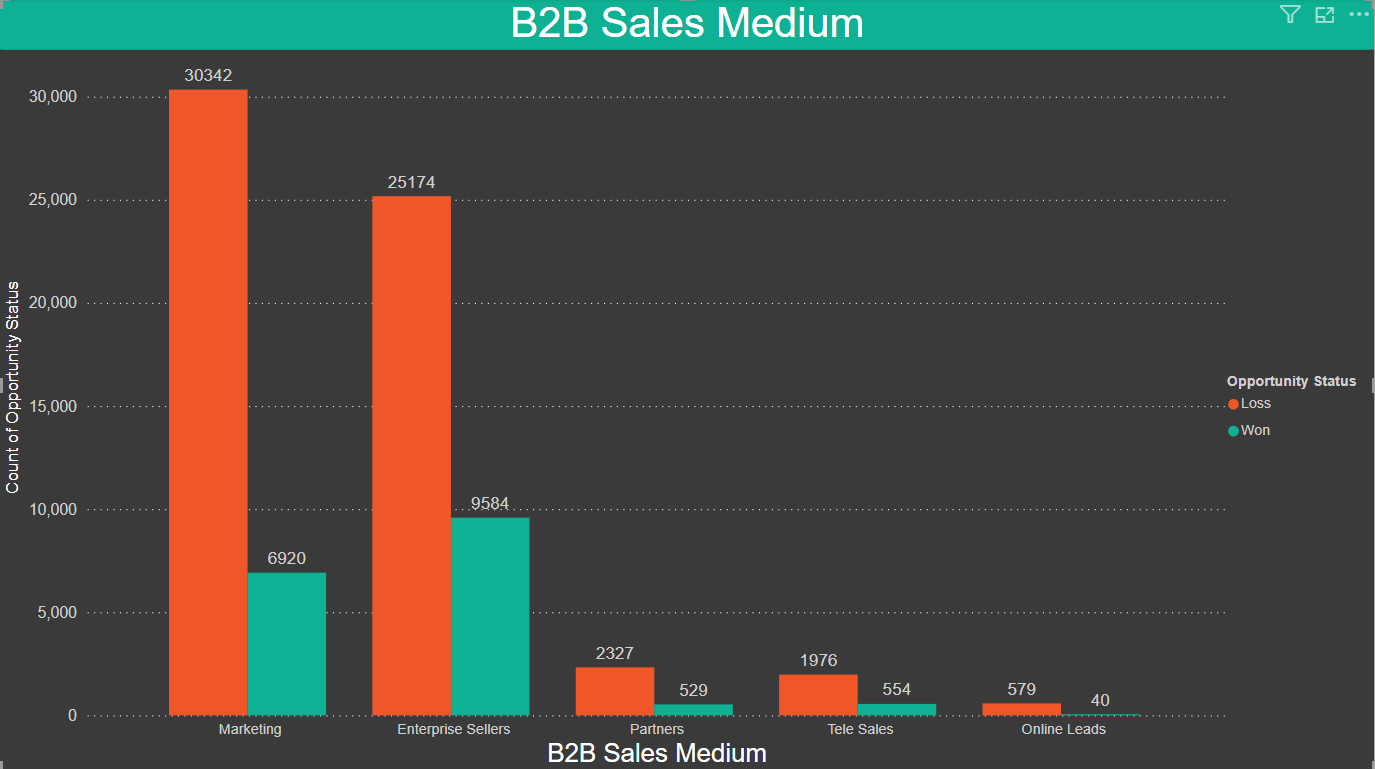 B2B Sales Medium
Count of Opportunity Status
30,000
25,000
20,000
15,000
10,000
5,000
0
30342
6920
25174
9584
2327
529
1976
554
579
40
Marketing
Enterprise Sellers
Partners
Tele Sales
Online Leads
B2B Sales Medium
Opportunity Status
Loss
Won